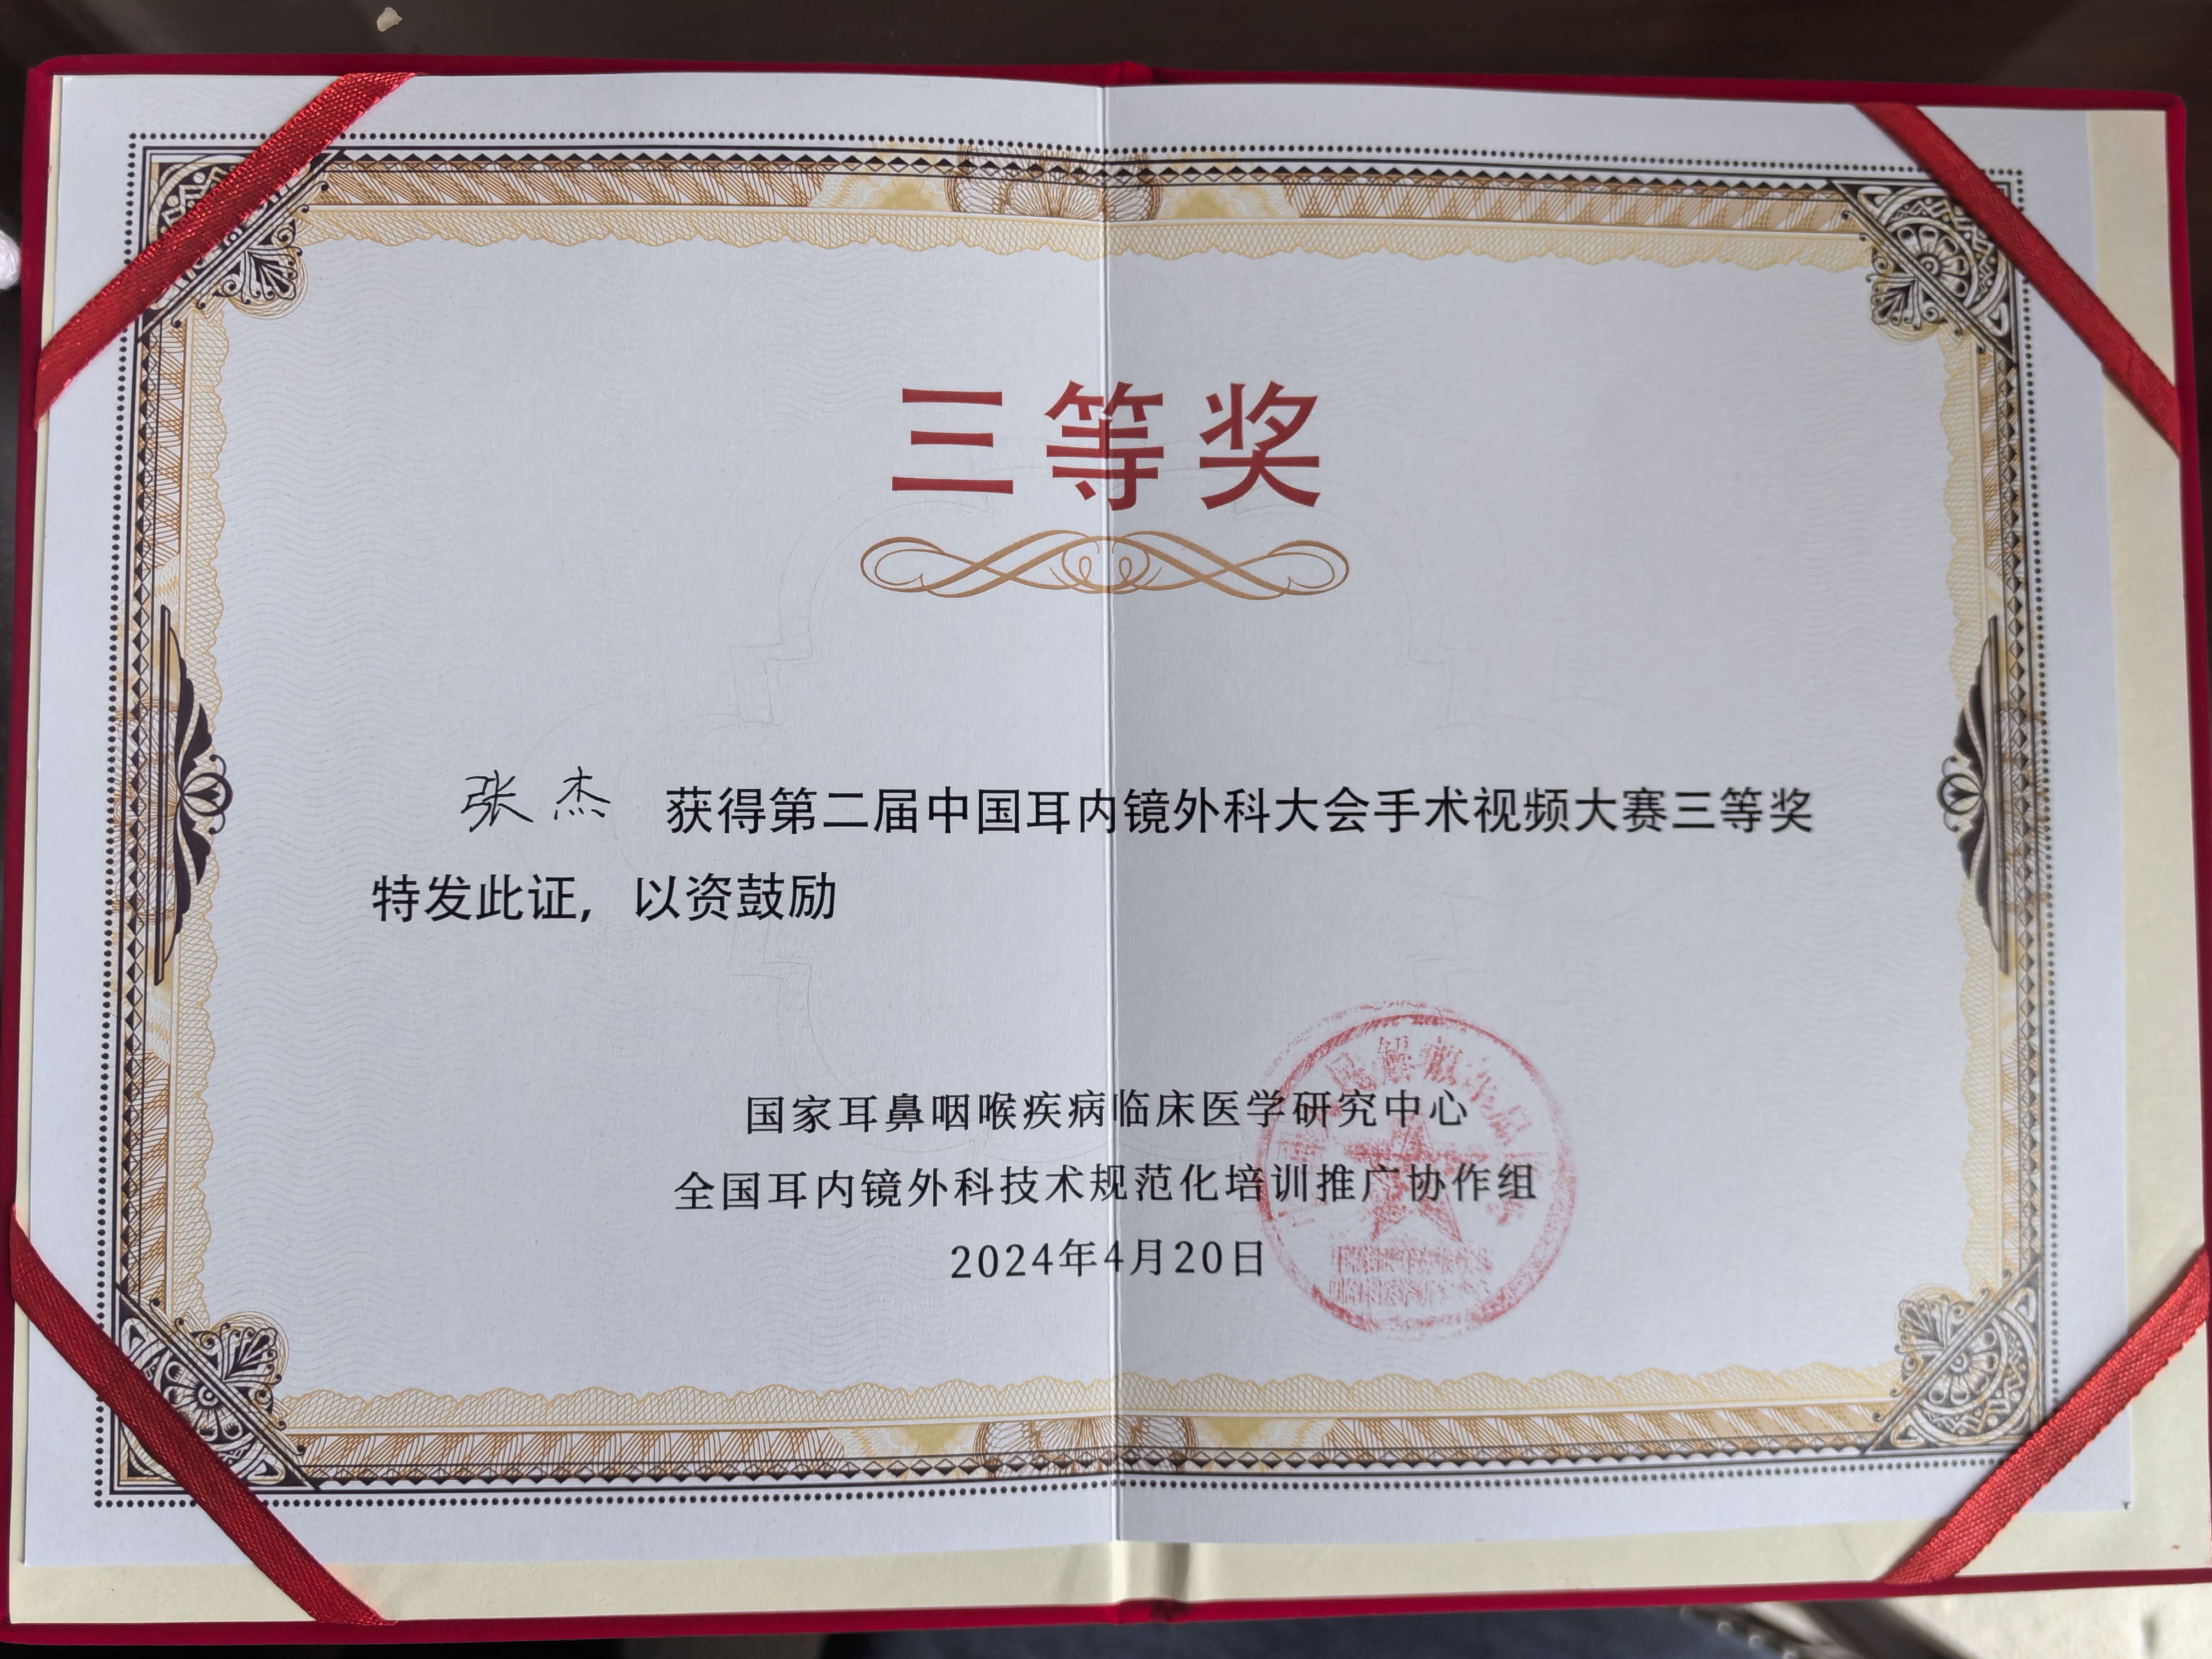 三等奖
张杰 获得第二届中国耳内镜外科大会手术视频大赛三等奖
特发此证，以资鼓励
国家耳鼻咽喉疾病临床医学研究中心
全国耳内镜外科技术规范化培训推广协作组
2024年4月20日